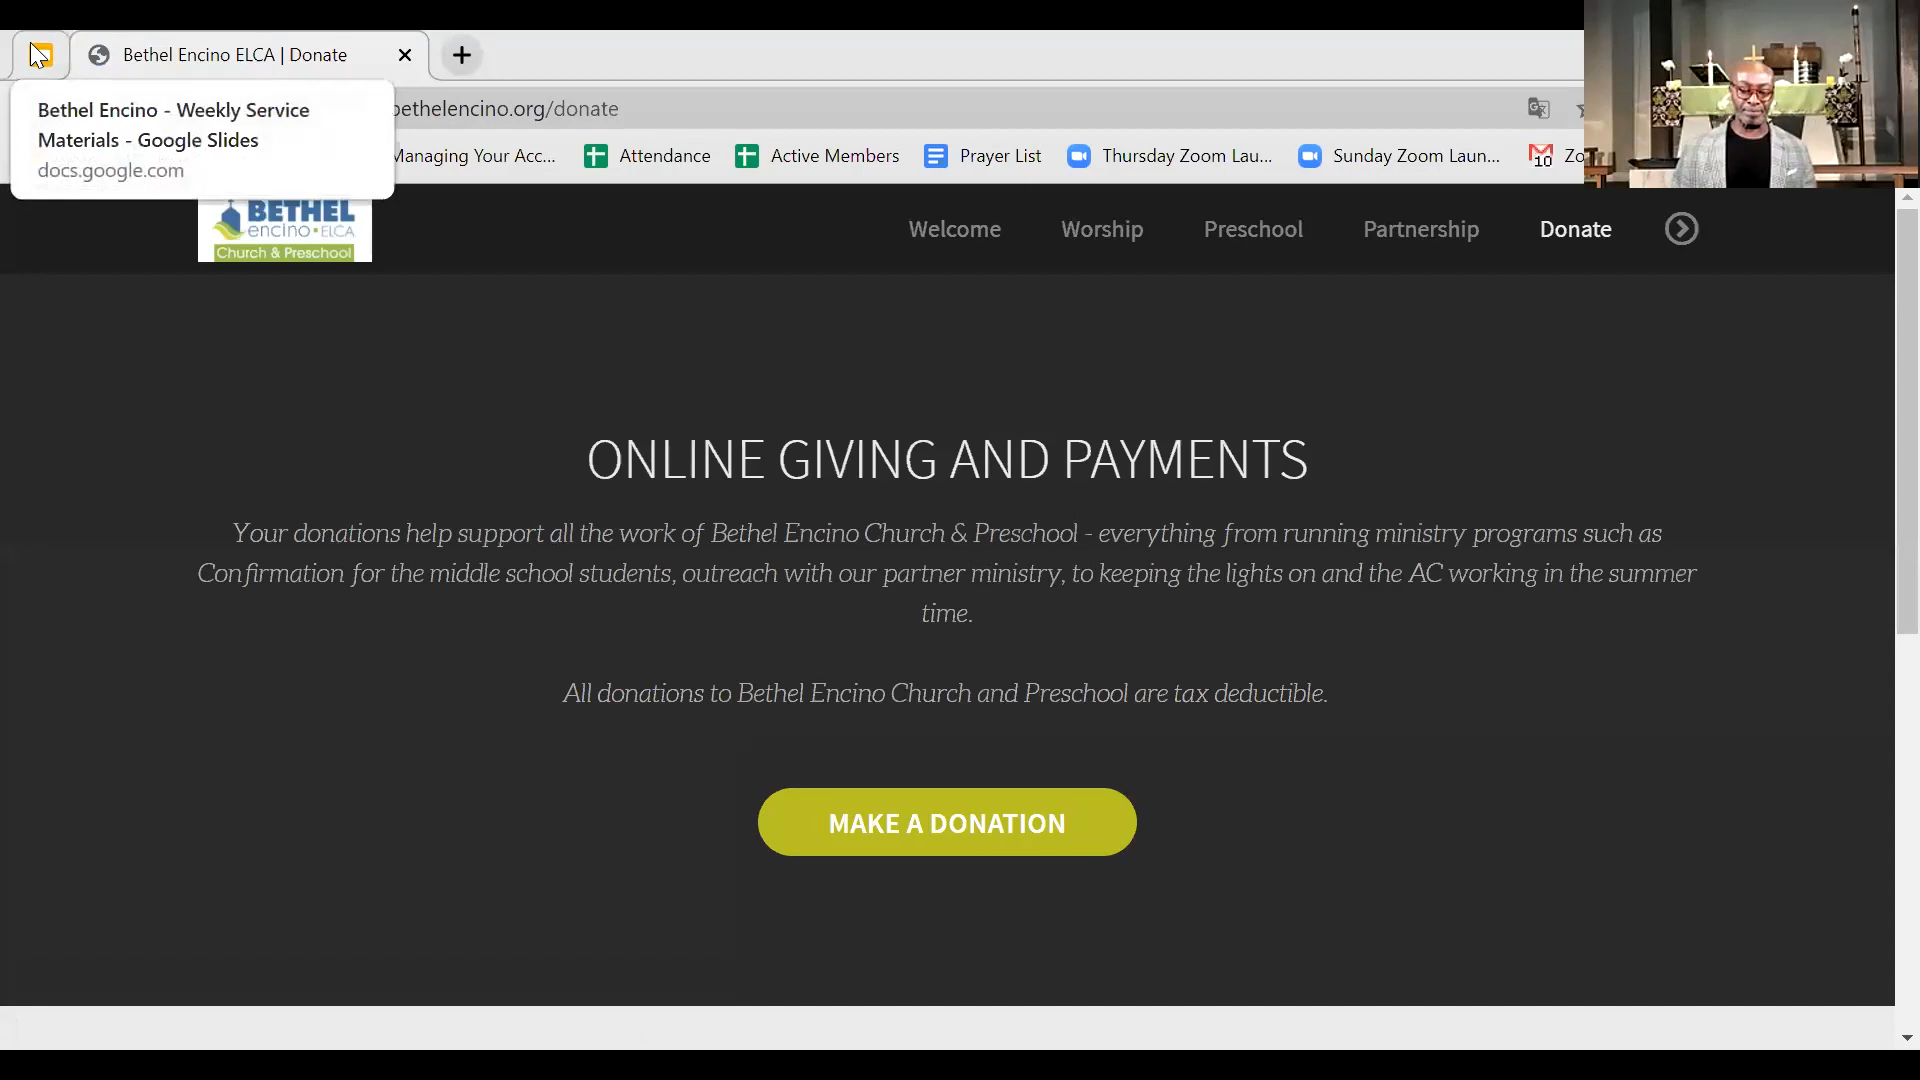 Bethel Encino ELCA | Donate
Bethel Encino - Weekly Service
Materials - Google Slides
docs.google.com
bethelencino.org/donate
Managing Your Acc...
Attendance
Active Members
Prayer List
Thursday Zoom Lau...
Sunday Zoom Laun...
10
Zo
BETHEL
encino • ELCA
Church & Preschool
Welcome
Worship
Preschool
Partnership
Donate
ONLINE GIVING AND PAYMENTS
Your donations help support all the work of Bethel Encino Church & Preschool - everything from running ministry programs such as
Confirmation for the middle school students, outreach with our partner ministry, to keeping the lights on and the AC working in the summer
time.
All donations to Bethel Encino Church and Preschool are tax deductible.
MAKE A DONATION